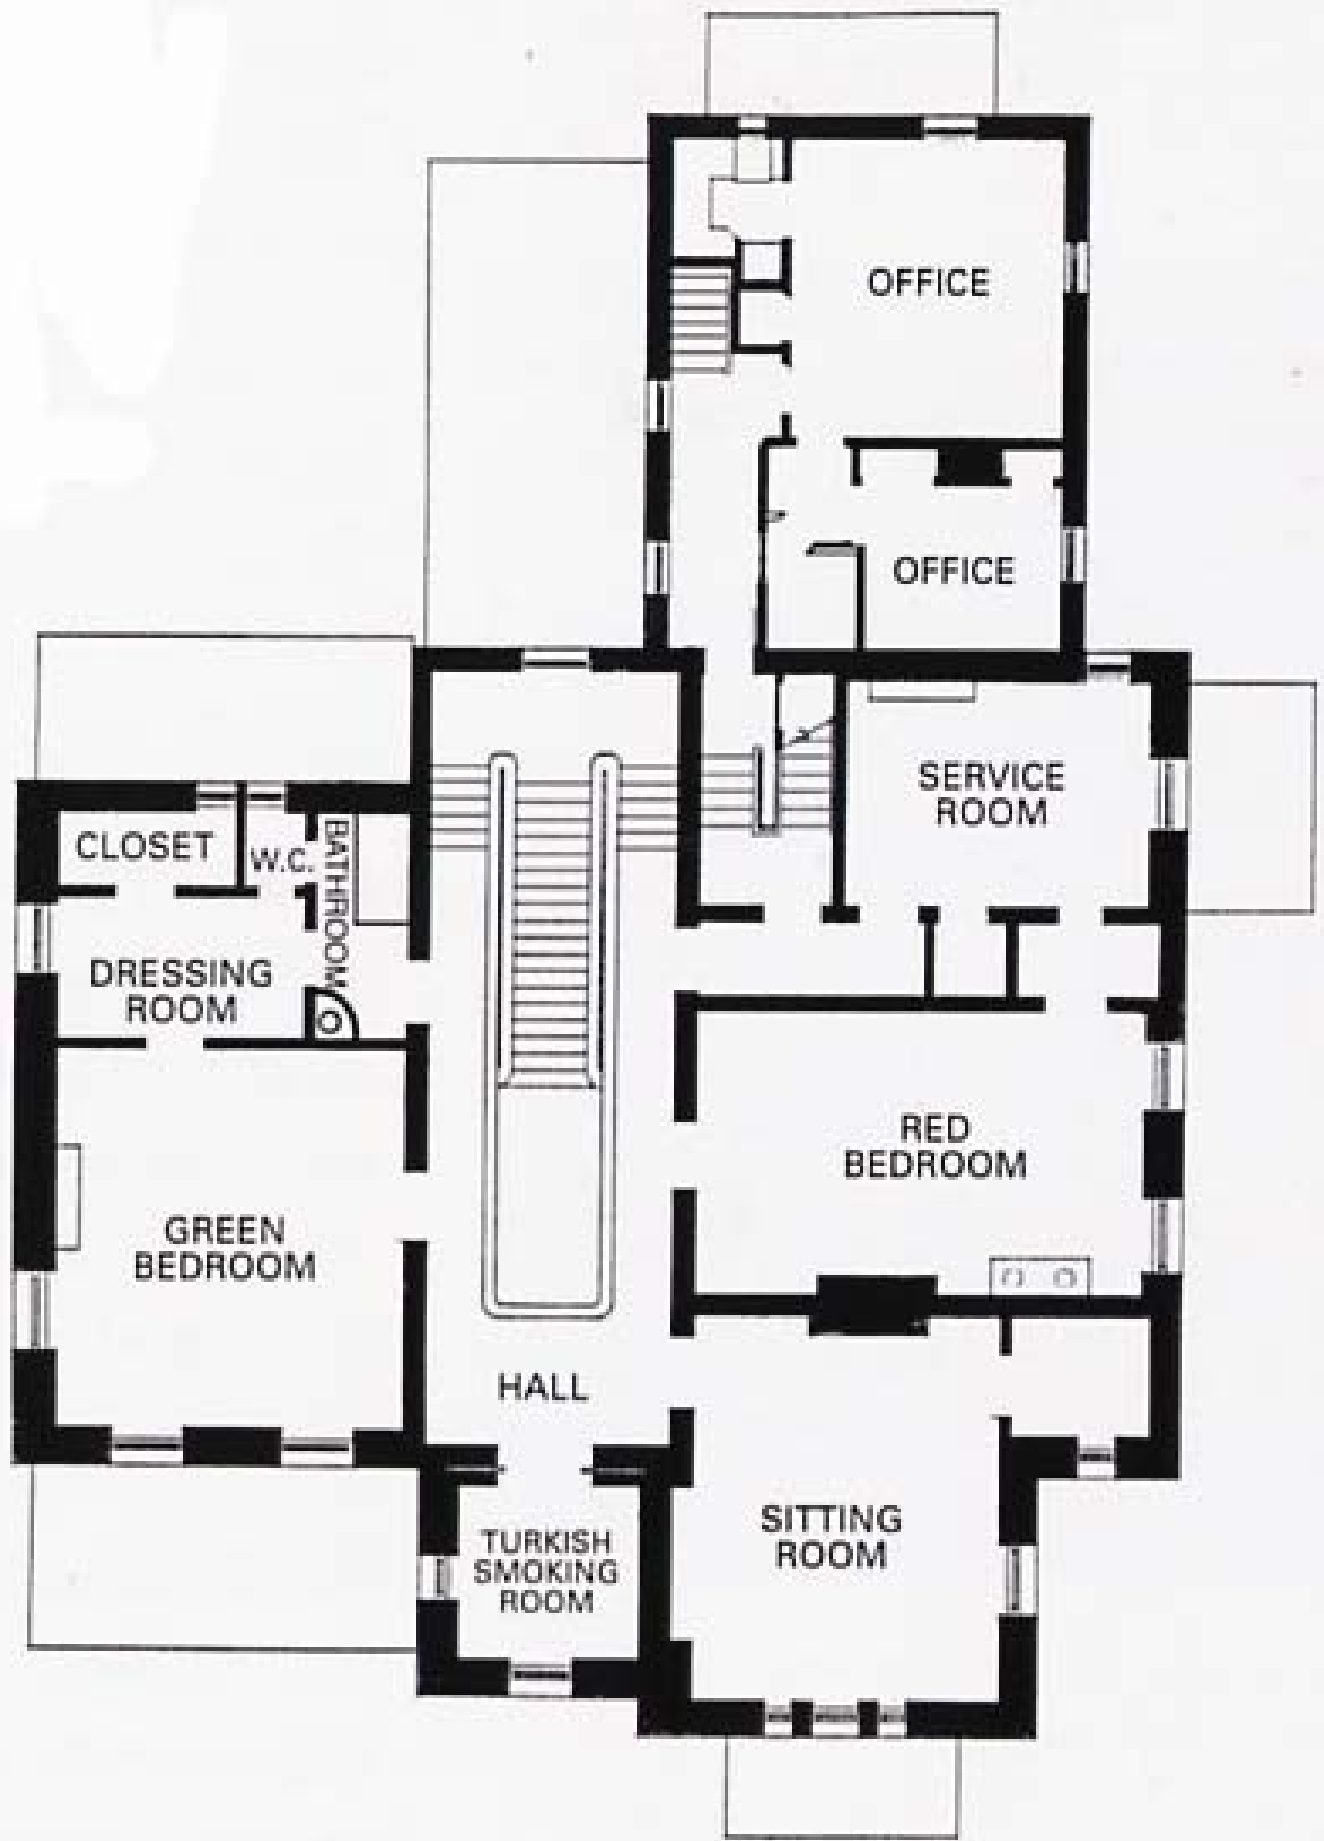 OFFICE
OFFICE
SERVICE
ROOM
CLOSET
W.C.
BATHROOM
DRESSING
ROOM
RED
BEDROOM
GREEN
BEDROOM
HALL
SITTING
ROOM
TURKISH
SMOKING
ROOM